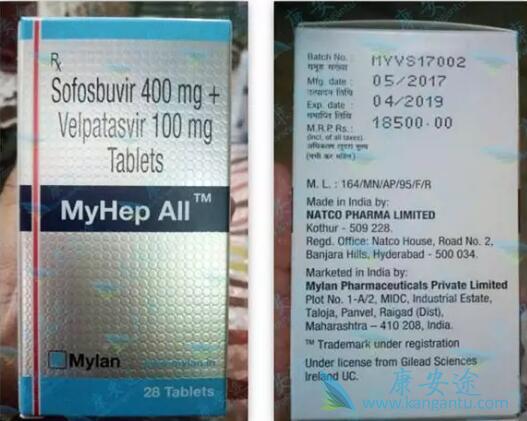 Rx
Sofosbuvir 400 mg +
Velpatasvir 100 mg
Tablets
MyHep All™
Mylan
28 Tablets
Batch No. : MYVS17002
Mfg. date : 05/2017
उत्पादन तिथि
Exp. date : 04/2019
समाप्ति तिथि
M.R.P. Rs.: 18500.00
(Incl. of all taxes)
M. L. : 164/MN/AP/95/F/R
Made in India by:
NATCO PHARMA LIMITED
Kothur - 509 228.
Regd. Office: Natco House, Road No. 2,
Banjara Hills, Hyderabad - 500 034.
Marketed in India by:
Mylan Pharmaceuticals Private Limited
Plot No. 1-A/2, MIDC, Industrial Estate,
Taloja, Panvel, Raigad (Dist),
Maharashtra – 410 208, India.
™ Trademark under registration
Under license from Gilead Sciences
Ireland UC.
康安途
www.kangantu.com